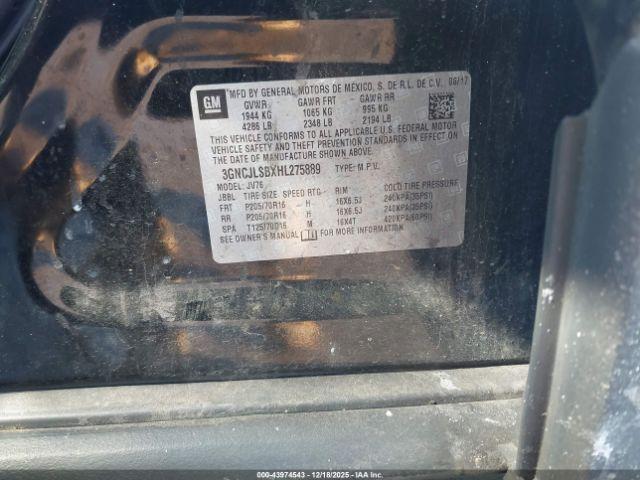 GM
MFD BY GENERAL MOTORS DE MEXICO, S. DE R.L. DE C.V. 06/17
GVWR GAWR FRT GAWR RR
1944 KG 1065 KG 995 KG
4286 LB 2348 LB 2194 LB
THIS VEHICLE CONFORMS TO ALL APPLICABLE U.S. FEDERAL MOTOR
VEHICLE SAFETY, BUMPER, AND THEFT PREVENTION STANDARDS IN EFFECT ON
THE DATE OF MANUFACTURE SHOWN ABOVE.
3GNCJLSBXHL275889 TYPE: M.P.V.
MODEL: JV76
JBBL TIRE SIZE SPEED RTG RIM COLD TIRE PRESSURE
FRT P205/70R16 H 16X6.5J 240KPA(35PSI)
RR P205/70R16 H 16X6.5J 240KPA(35PSI)
SPA T125/70D16 M 16X4T 420KPA(60PSI)
SEE OWNER'S MANUAL FOR MORE INFORMATION
000-43974543 | 12/18/2025 - IAA, Inc.